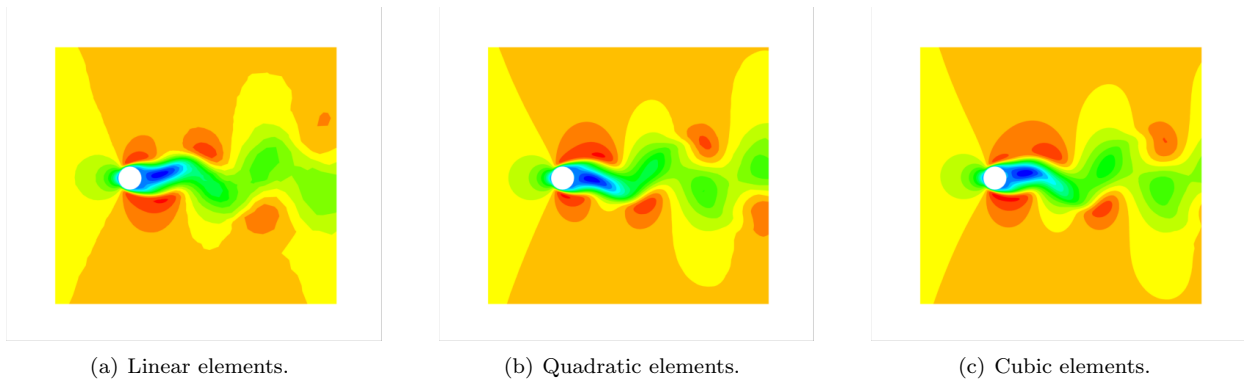 (a) Linear elements.
(b) Quadratic elements.
(c) Cubic elements.